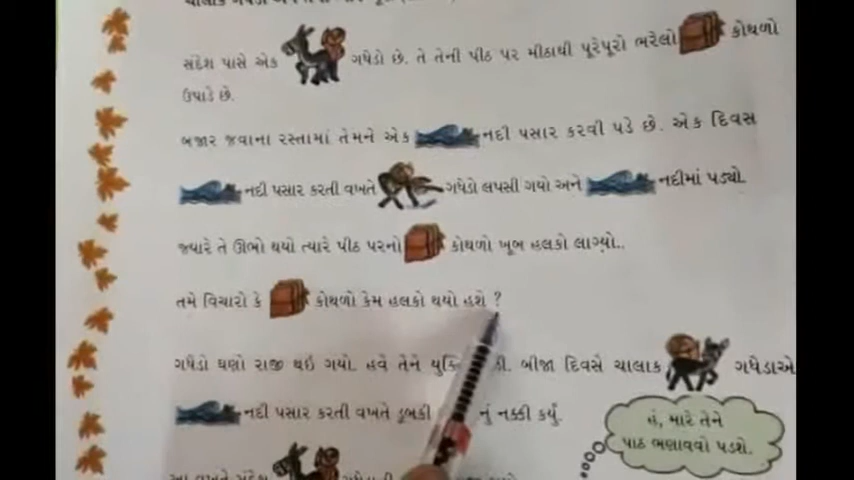 સંદેશ પાસે એક ગધેડો છે. તે તેની પીઠ પર મીઠાથી પૂરેપૂરો ભરેલો કોથળો
ઉપાડે છે.
બજાર જવાના રસ્તામાં તેમને એક નદી પસાર કરવી પડે છે. એક દિવસ
નદી પસાર કરતી વખતે ગધેડો લપસી ગયો અને નદીમાં પડ્યો.
જ્યારે તે ઊભો થયો ત્યારે પીઠ પરનો કોથળો ખૂબ હલકો લાગ્યો..
તમે વિચારો કે કોથળો કેમ હલકો થયો હશે ?
ગધેડો ઘણો રાજી થઇ ગયો. હવે તેને બીજા દિવસે ચાલાક ગધેડાએ
નદી પસાર કરતી વખતે ડૂબકી નું નક્કી કર્યું.
હં, મારે તેને
પાઠ ભણાવવો પડશે.